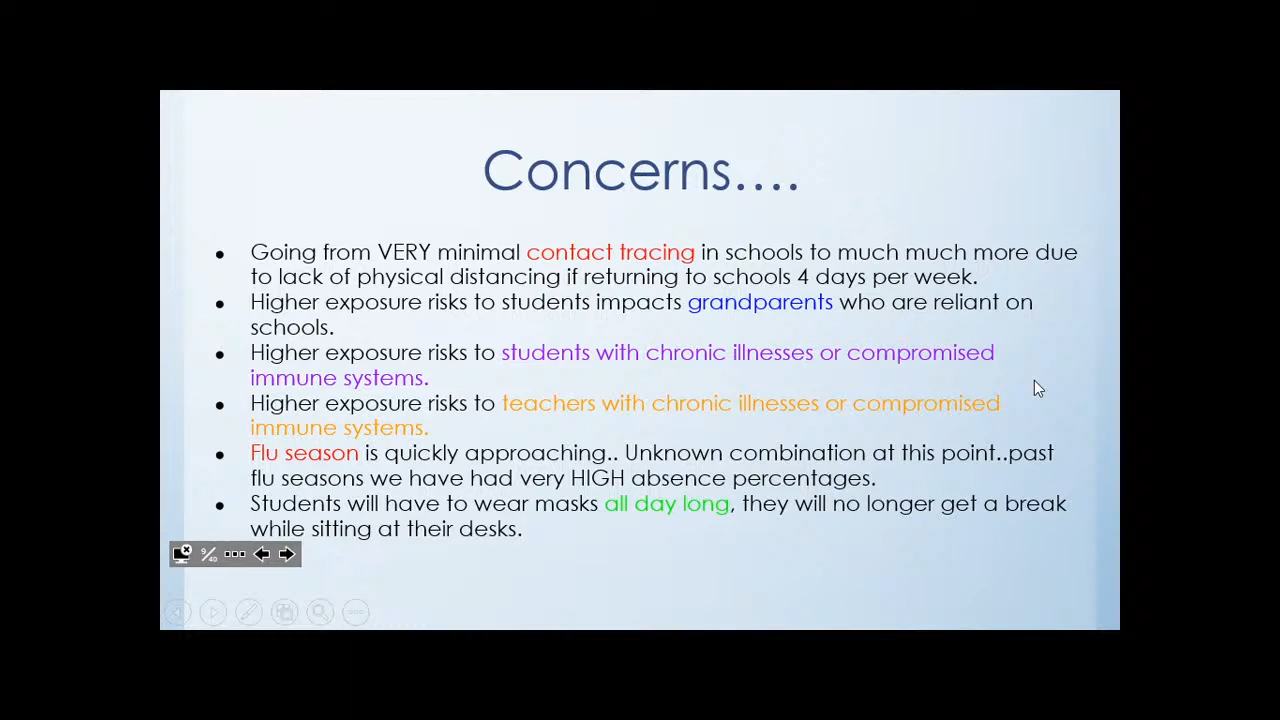 Concerns....
• Going from VERY minimal contact tracing in schools to much much more due
to lack of physical distancing if returning to schools 4 days per week.
• Higher exposure risks to students impacts grandparents who are reliant on
schools.
• Higher exposure risks to students with chronic illnesses or compromised
immune systems.
• Higher exposure risks to teachers with chronic illnesses or compromised
immune systems.
• Flu season is quickly approaching.. Unknown combination at this point..past
flu seasons we have had very HIGH absence percentages.
• Students will have to wear masks all day long, they will no longer get a break
while sitting at their desks.
9/40